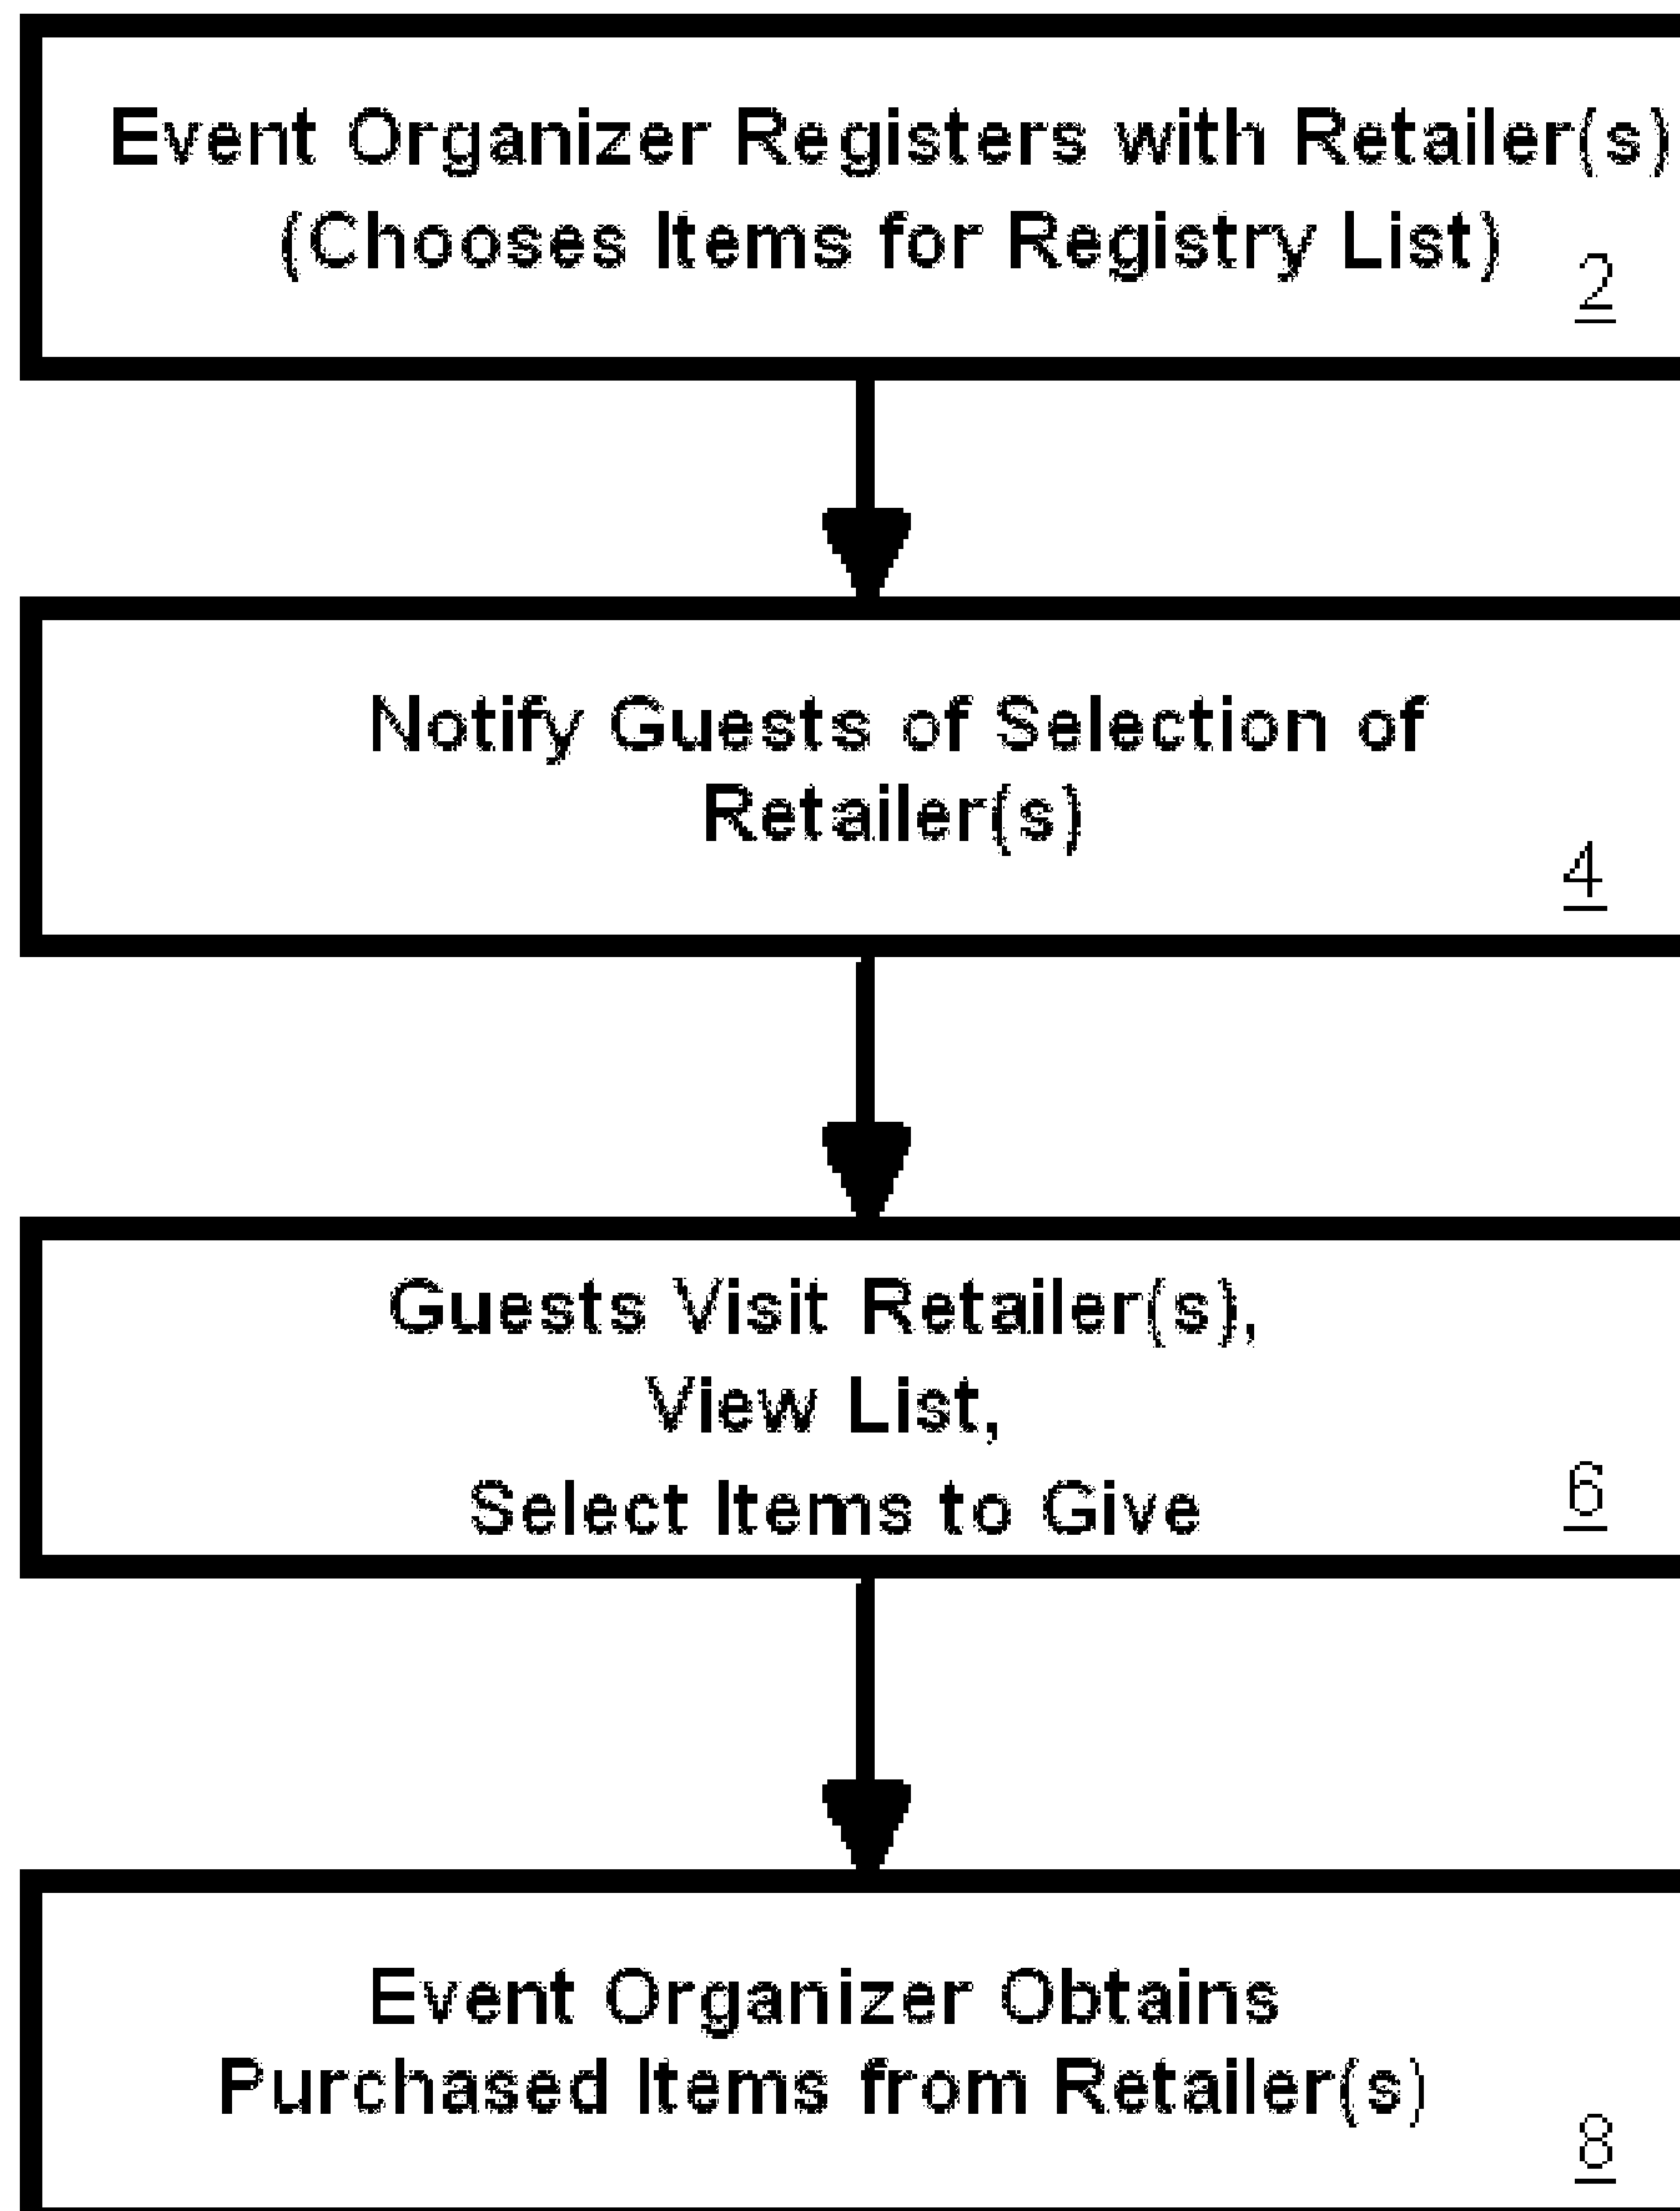 Event Organizer Registers with Retailer(s)
(Chooses Items for Registry List)
2
Notify Guests of Selection of
Retailer(s)
4
Guests Visit Retailer(s),
View List,
Select Items to Give
6
Event Organizer Obtains
Purchased Items from Retailer(s)
8